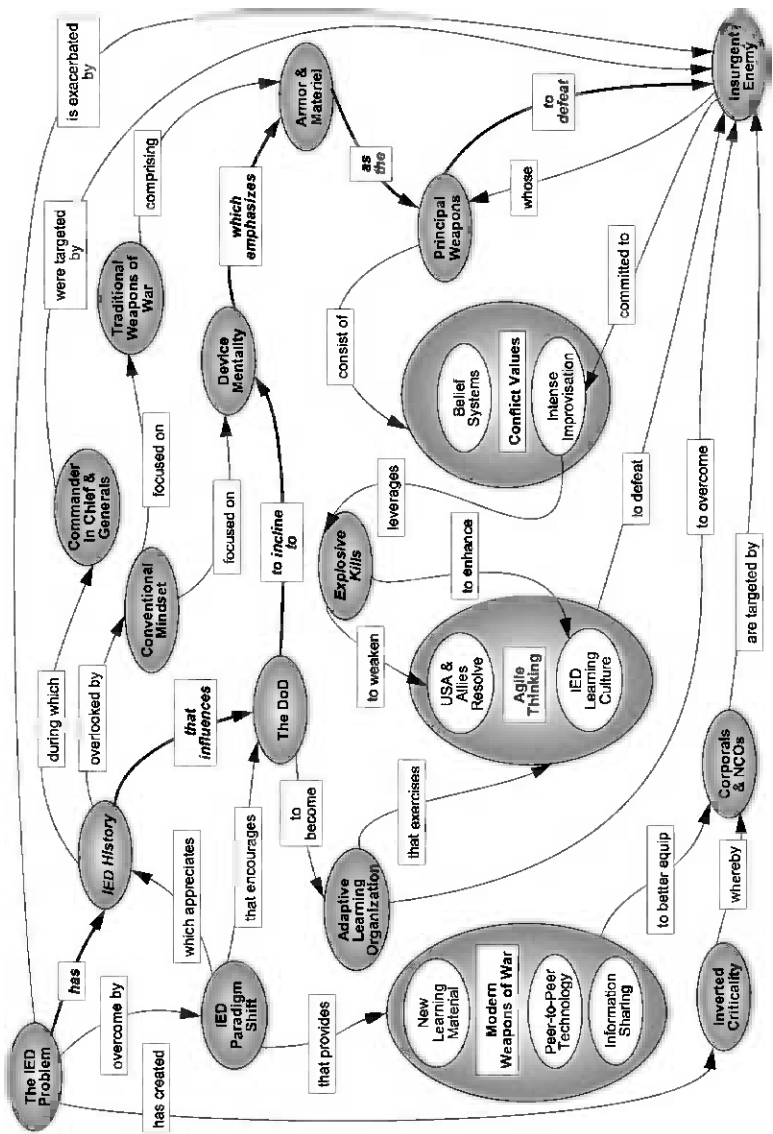 The IED
Problem
has
overcome by
has created
is exacerbated
by
IED History
during which
overlooked by
that
influences
which appreciates
IED
Paradigm
Shift
that encourages
that provides
Commander
in Chief &
Generals
were targeted
by
Conventional
Mindset
focused on
focused on
Traditional
Weapons of
War
comprising
The DoD
to incline
to
to
become
Device
Mentality
which
emphasizes
Armor &
Materiel
as the
Principal
Weapons
to
defeat
whose
consist of
Insurgent
Enemy
committed to
Belief
Systems
Conflict Values
Intense
Improvisation
leverages
Explosive
Kills
to weaken
to enhance
USA &
Allies
Resolve
Agile
Thinking
IED
Learning
Culture
to defeat
Adaptive
Learning
Organization
that exercises
to overcome
New
Learning
Material
Modern
Weapons of War
Peer-to-Peer
Technology
Information
Sharing
to better equip
Corporals
& NCOs
are targeted by
Inverted
Criticality
whereby